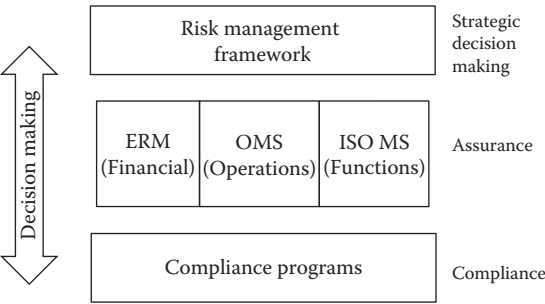 Risk management
framework
Strategic
decision
making
Decision making
ERM
(Financial)
OMS
(Operations)
ISO MS
(Functions)
Assurance
Compliance programs
Compliance